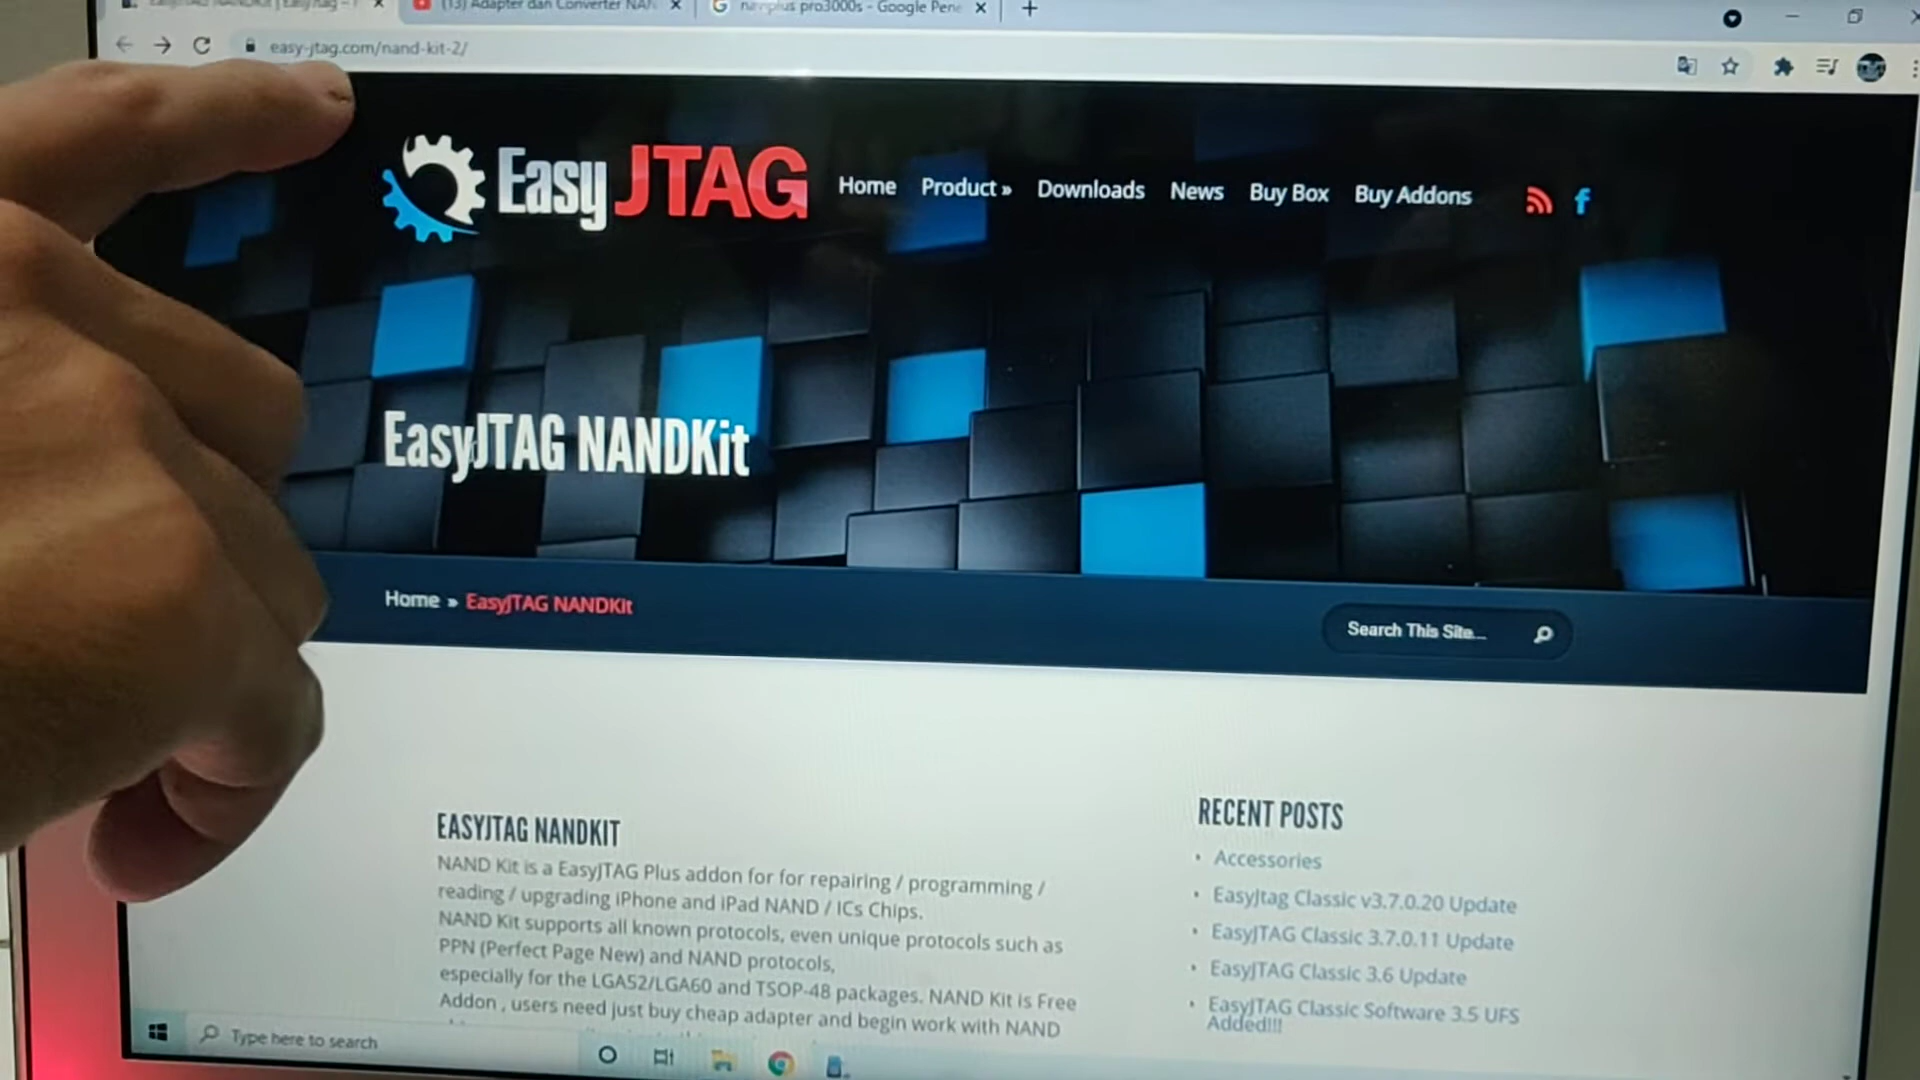 (13) Adapter dan Converter NAN
pro3000s - Google Pene
easy-jtag.com/nand-kit-2/
Easy JTAG
Home
Product »
Downloads
News
Buy Box
Buy Addons
EasyJTAG NANDKit
Home » EasyJTAG NANDKit
Search This Site...
EASYJTAG NANDKIT
NAND Kit is a EasyJTAG Plus addon for for repairing / programming /
reading / upgrading iPhone and iPad NAND / ICs Chips.
NAND Kit supports all known protocols, even unique protocols such as
PPN (Perfect Page New) and NAND protocols,
especially for the LGA52/LGA60 and TSOP-48 packages. NAND Kit is Free
Addon , users need just buy cheap adapter and begin work with NAND
RECENT POSTS
Accessories
EasyJtag Classic v3.7.0.20 Update
EasyJTAG Classic 3.7.0.11 Update
EasyJTAG Classic 3.6 Update
EasyJTAG Classic Software 3.5 UFS
Added!!!
Type here to search